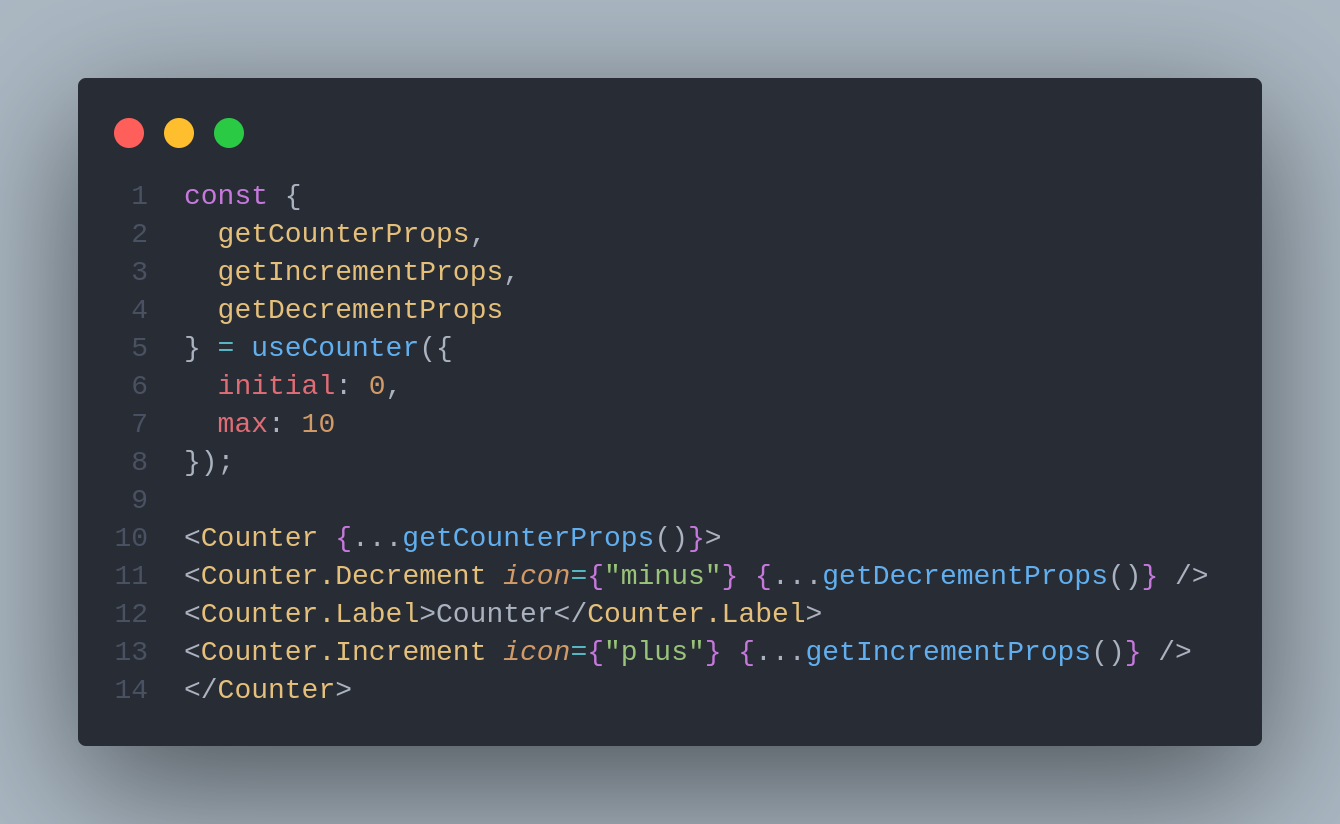 1 const {
2   getCounterProps,
3   getIncrementProps,
4   getDecrementProps
5 } = useCounter({
6   initial: 0,
7   max: 10
8 });
9
10 <Counter {...getCounterProps()}>
11 <Counter.Decrement icon={"minus"} {...getDecrementProps()} />
12 <Counter.Label>Counter</Counter.Label>
13 <Counter.Increment icon={"plus"} {...getIncrementProps()} />
14 </Counter>